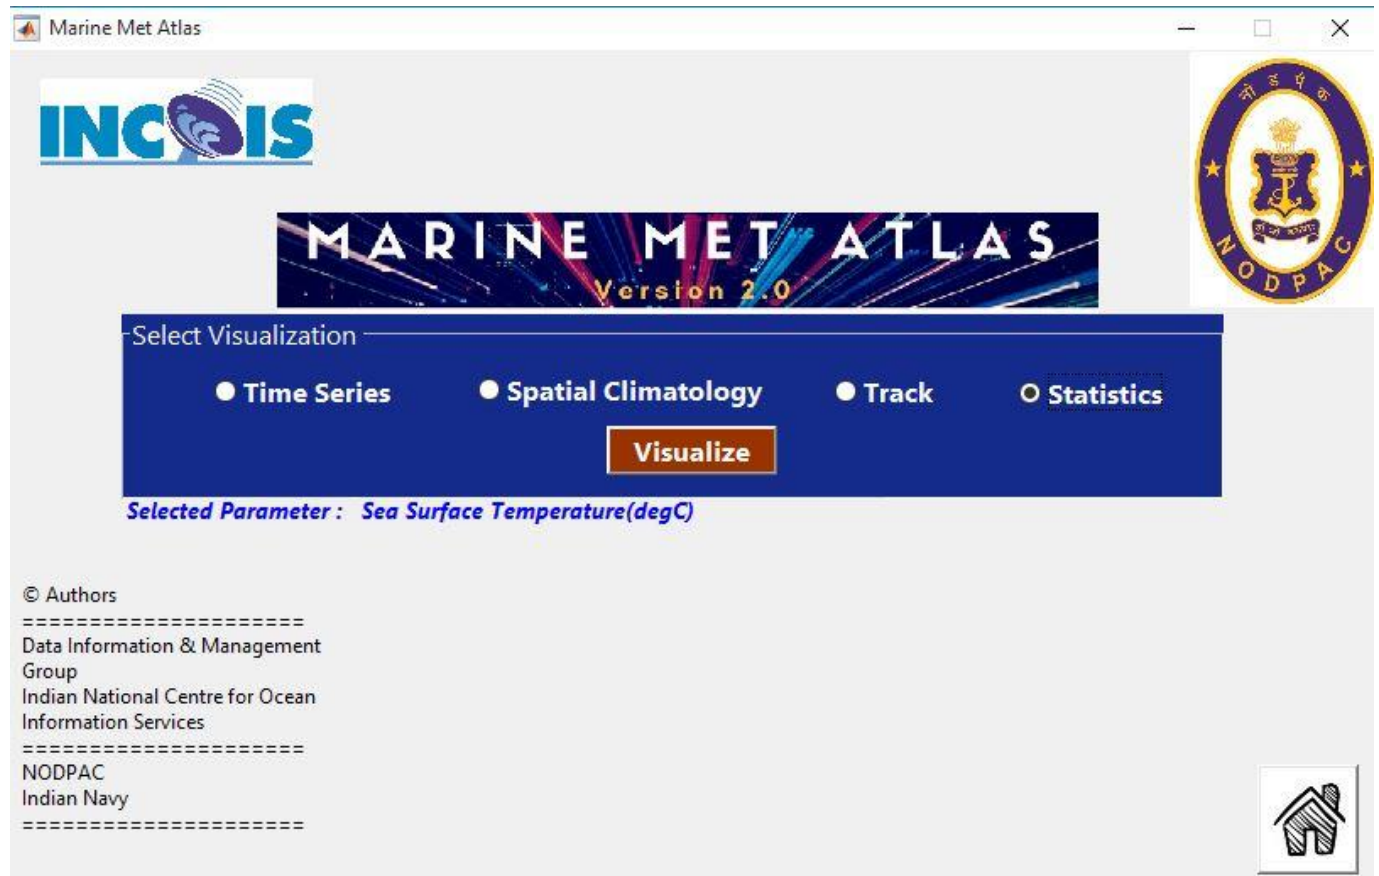 Marine Met Atlas
INCOIS
नोडपैक
NODPAC
MARINE MET ATLAS
Version 2.0
Select Visualization
Time Series Spatial Climatology Track Statistics
Visualize
Selected Parameter : Sea Surface Temperature(degC)
© Authors
=====================
Data Information & Management
Group
Indian National Centre for Ocean
Information Services
=====================
NODPAC
Indian Navy
=====================